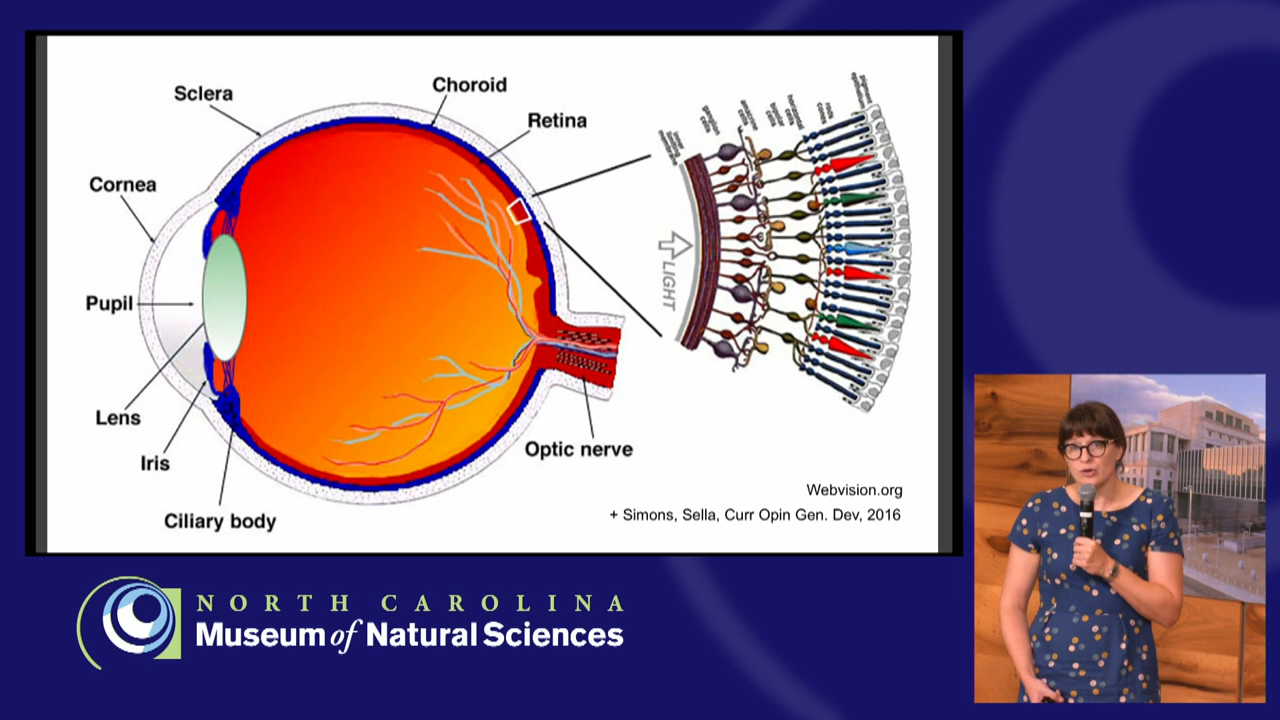 Sclera
Choroid
Retina
Cornea
Pupil
Lens
Iris
Ciliary body
Optic nerve
LIGHT
Webvision.org
+ Simons, Sella, Curr Opin Gen. Dev, 2016
NORTH CAROLINA
Museum of Natural Sciences